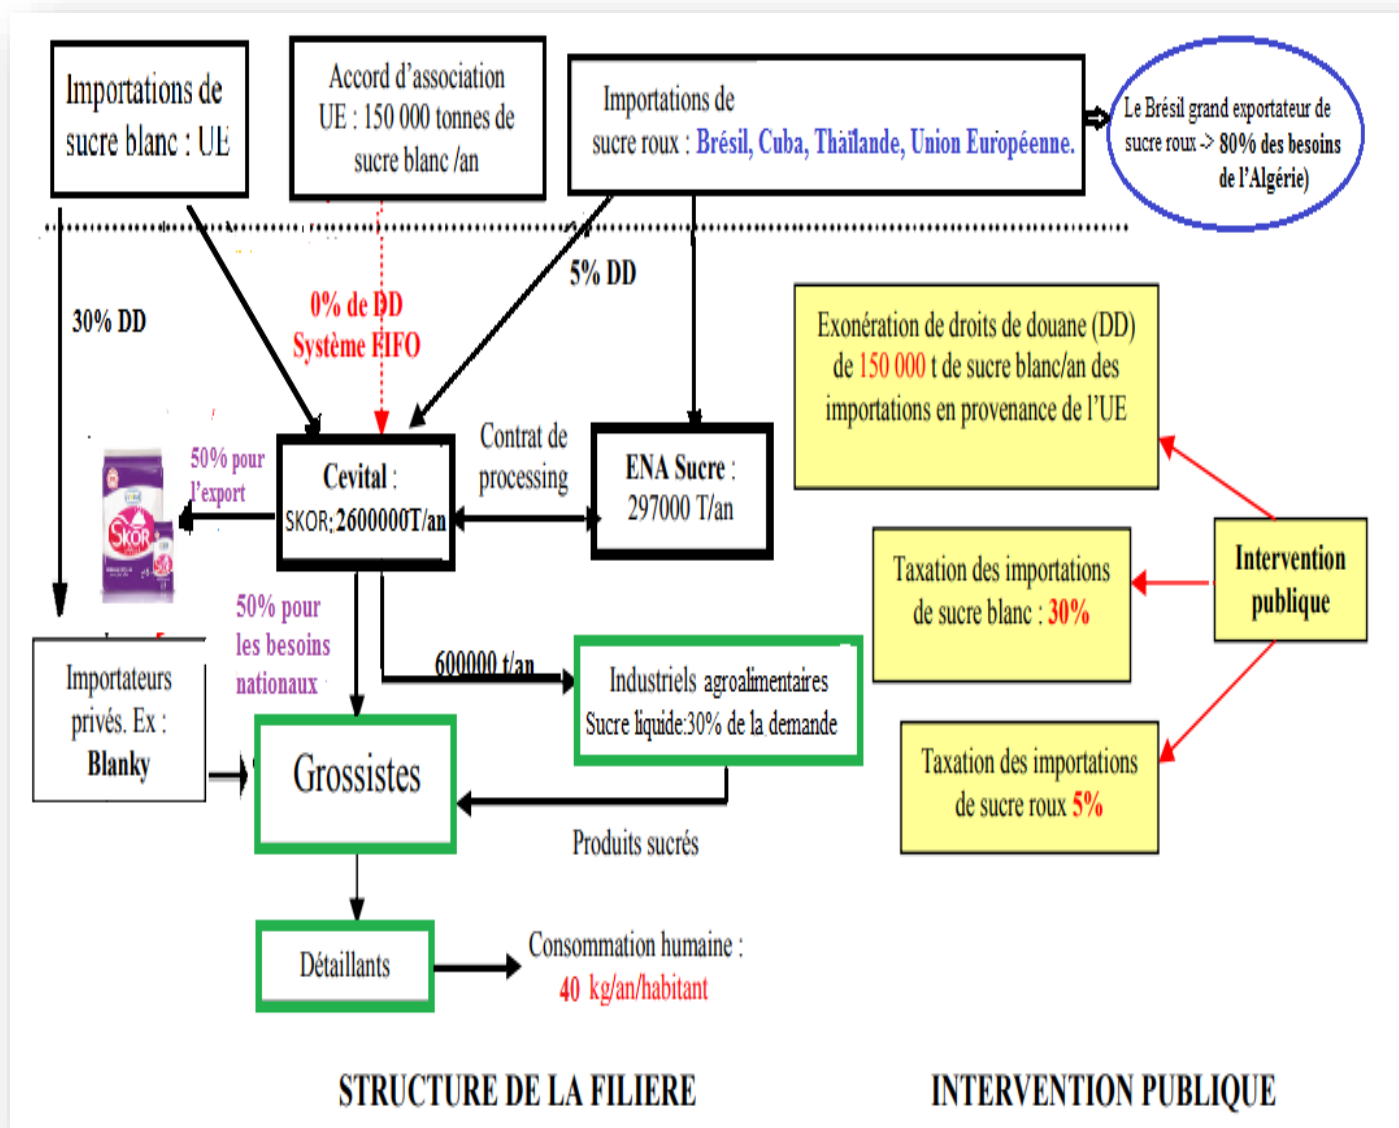 Importations de
sucre blanc : UE
Accord d’association
UE : 150 000 tonnes de
sucre blanc /an
Importations de
sucre roux : Brésil, Cuba, Thaïlande, Union Européenne.
Le Brésil grand exportateur de
sucre roux -> 80% des besoins
de l’Algérie)
30% DD
0% de DD
Système FIFO
5% DD
Exonération de droits de douane (DD)
de 150 000 t de sucre blanc/an des
importations en provenance de l’UE
50% pour
l’export
SKOR
Cevital :
SKOR: 2600000T/an
Contrat de
processing
ENA Sucre :
297000 T/an
Taxation des importations
de sucre blanc : 30%
Intervention
publique
50% pour
les besoins
nationaux
600000 t/an
Importateurs
privés. Ex :
Blanky
Industriels agroalimentaires
Sucre liquide:30% de la demande
Grossistes
Taxation des importations
de sucre roux 5%
Produits sucrés
Détaillants
Consommation humaine :
40 kg/an/habitant
STRUCTURE DE LA FILIERE
INTERVENTION PUBLIQUE